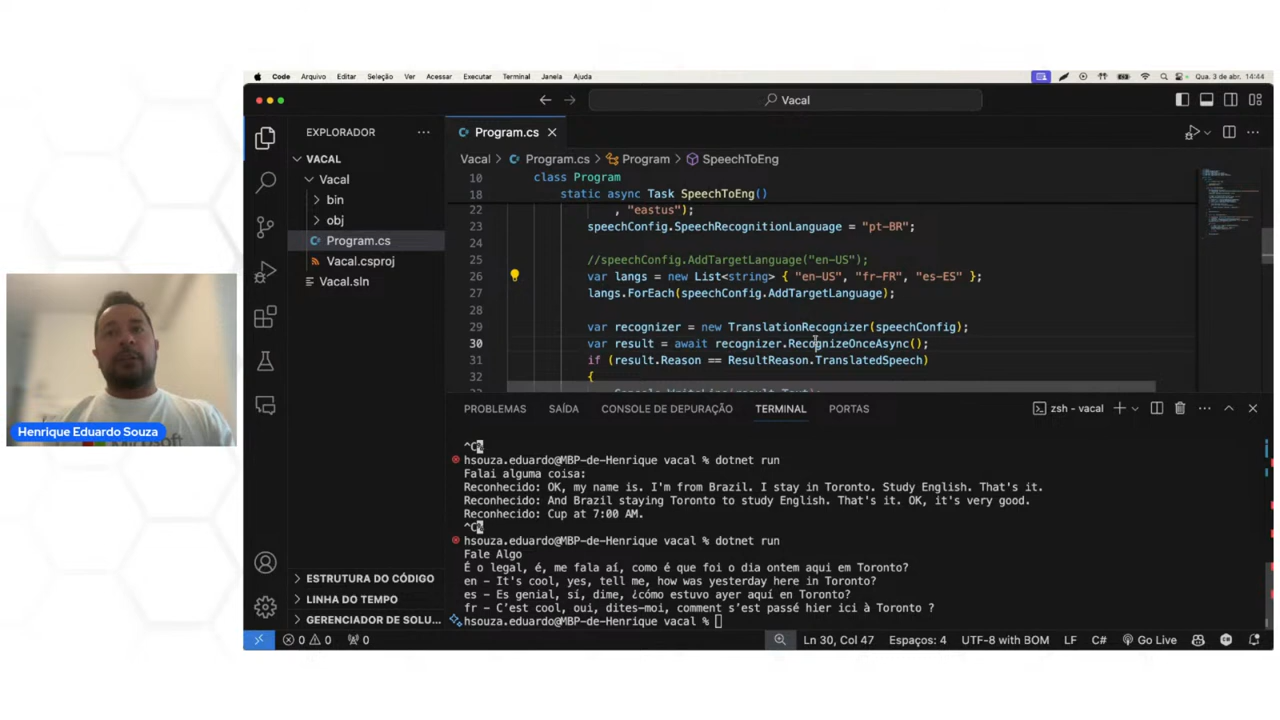 Code Arquivo Editar Seleção Ver Acessar Executar Terminal Janela Ajuda
Qua. 3 de abr. 14:44
Vacal
EXPLORADOR
Program.cs
VACAL
Vacal
bin
obj
Program.cs
Vacal.csproj
Vacal.sln
Vacal > Program.cs > Program > SpeechToEng
10 class Program
18 static async Task SpeechToEng()
22 , "eastus");
23 speechConfig.SpeechRecognitionLanguage = "pt-BR";
24
25 //speechConfig.AddTargetLanguage("en-US");
26 var langs = new List<string> { "en-US", "fr-FR", "es-ES" };
27 langs.ForEach(speechConfig.AddTargetLanguage);
28
29 var recognizer = new TranslationRecognizer(speechConfig);
30 var result = await recognizer.RecognizeOnceAsync();
31 if (result.Reason == ResultReason.TranslatedSpeech)
32 {
PROBLEMAS SAÍDA CONSOLE DE DEPURAÇÃO TERMINAL PORTAS
zsh - vacal
^C%
hsouza.eduardo@MBP-de-Henrique vacal % dotnet run
Falai alguma coisa:
Reconhecido: OK, my name is. I'm from Brazil. I stay in Toronto. Study English. That's it.
Reconhecido: And Brazil staying Toronto to study English. That's it. OK, it's very good.
Reconhecido: Cup at 7:00 AM.
^C%
hsouza.eduardo@MBP-de-Henrique vacal % dotnet run
Fale Algo
É o legal, é, me fala aí, como é que foi o dia ontem aqui em Toronto?
en - It's cool, yes, tell me, how was yesterday here in Toronto?
es - Es genial, sí, dime, ¿cómo estuvo ayer aquí en Toronto?
fr - C'est cool, oui, dites-moi, comment s'est passé hier ici à Toronto ?
hsouza.eduardo@MBP-de-Henrique vacal %
ESTRUTURA DO CÓDIGO
LINHA DO TEMPO
GERENCIADOR DE SOLU...
0 0 0
Ln 30, Col 47 Espaços: 4 UTF-8 with BOM LF C# Go Live
Henrique Eduardo Souza